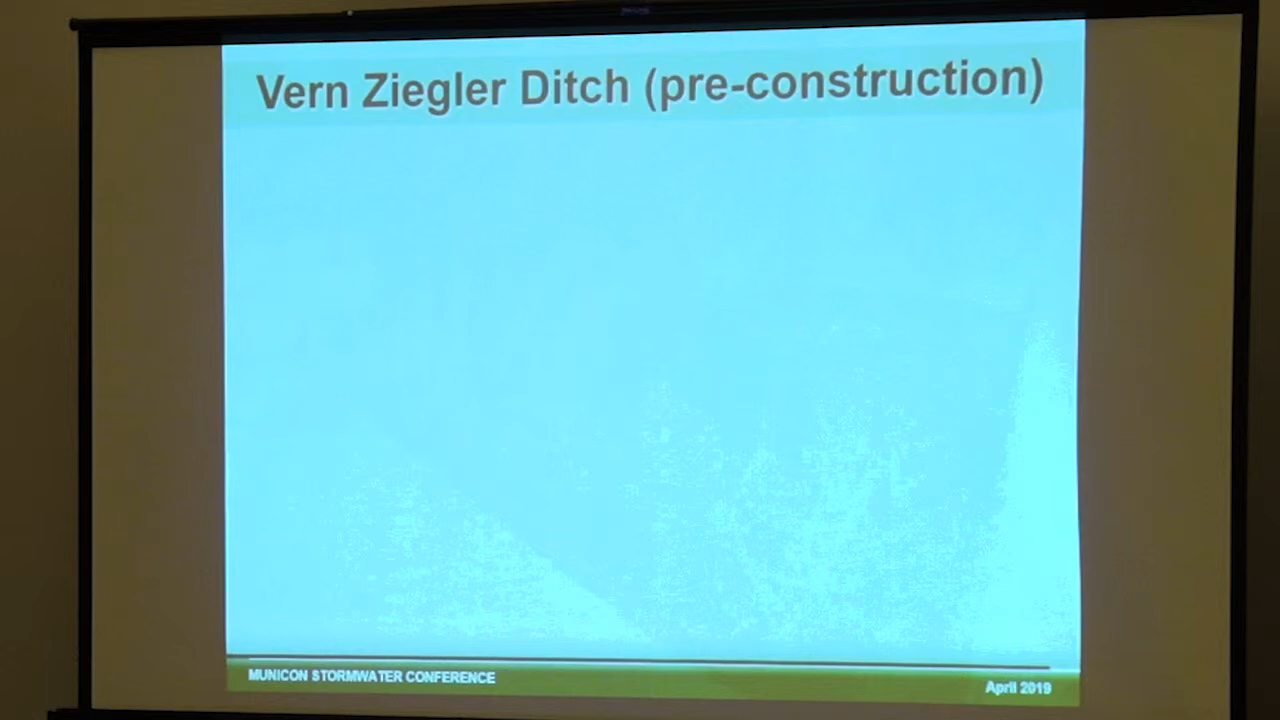 Vern Ziegler Ditch (pre-construction)
MUNICON STORMWATER CONFERENCE
April 2019